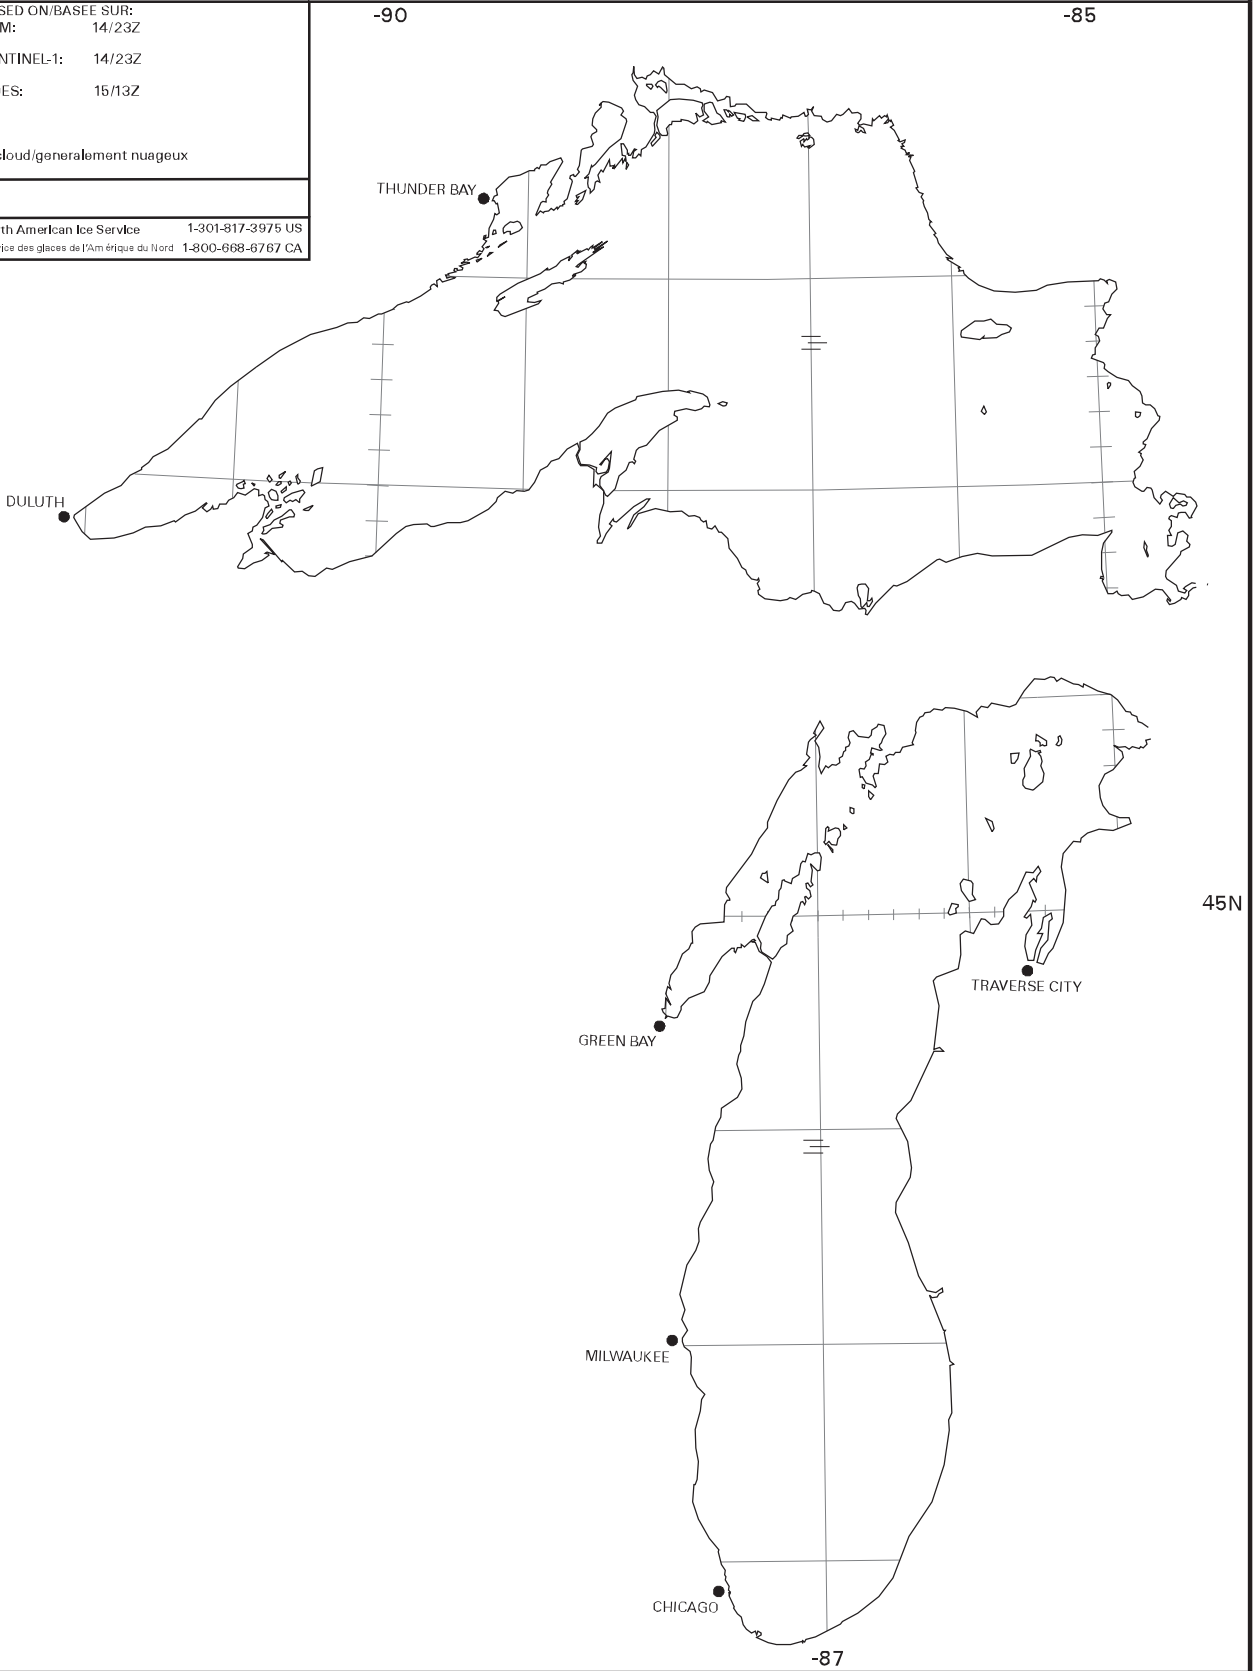 -90
-85
SED ON/BASEE SUR:
M: 14/23Z
NTINEL-1: 14/23Z
ES: 15/13Z
cloud/generalement nuageux
th American Ice Service 1-301-817-3975 US
ice des glaces de l'Amérique du Nord 1-800-668-6767 CA
THUNDER BAY
DULUTH
45N
TRAVERSE CITY
GREEN BAY
MILWAUKEE
CHICAGO
-87